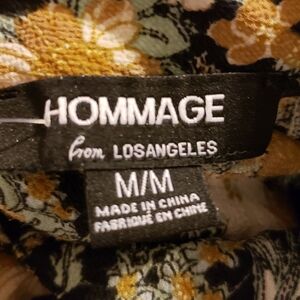 HOMMAGE
from LOSANGELES
M/M
MADE IN CHINA
FABRIQUÉ EN CHINE